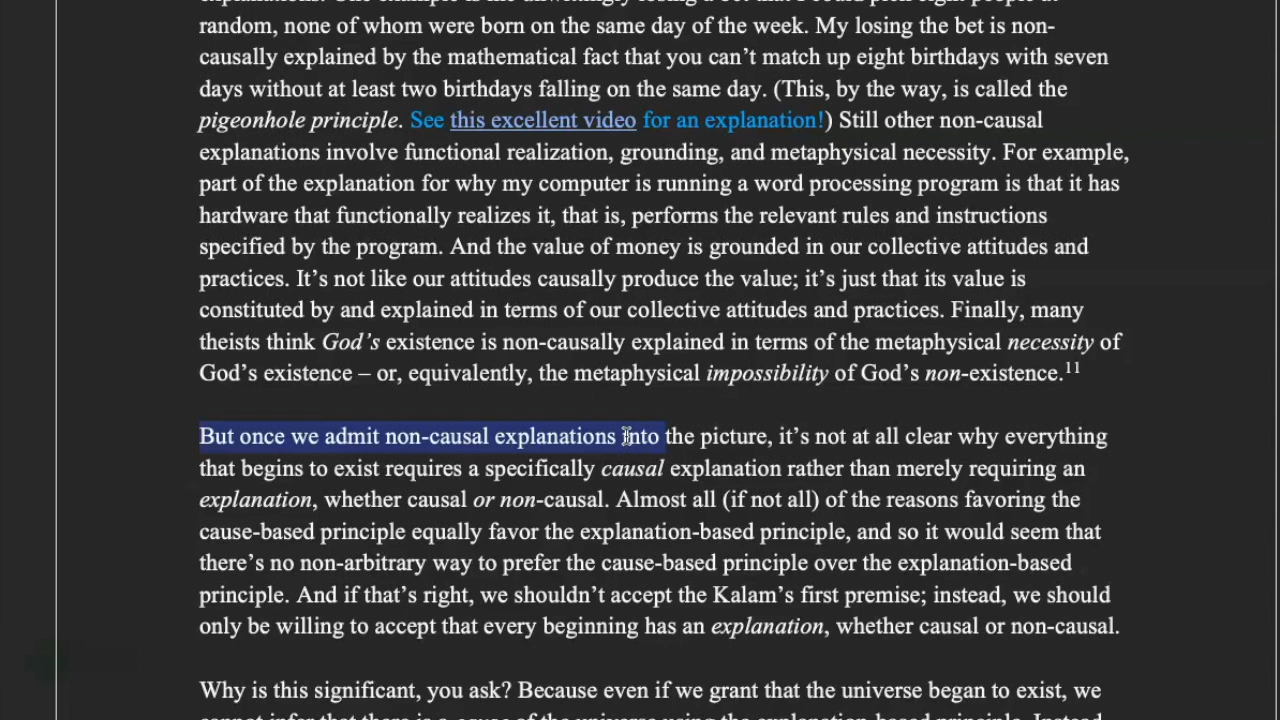 random, none of whom were born on the same day of the week. My losing the bet is non-
causally explained by the mathematical fact that you can’t match up eight birthdays with seven
days without at least two birthdays falling on the same day. (This, by the way, is called the
pigeonhole principle. See this excellent video for an explanation!) Still other non-causal
explanations involve functional realization, grounding, and metaphysical necessity. For example,
part of the explanation for why my computer is running a word processing program is that it has
hardware that functionally realizes it, that is, performs the relevant rules and instructions
specified by the program. And the value of money is grounded in our collective attitudes and
practices. It’s not like our attitudes causally produce the value; it’s just that its value is
constituted by and explained in terms of our collective attitudes and practices. Finally, many
theists think God’s existence is non-causally explained in terms of the metaphysical necessity of
God’s existence – or, equivalently, the metaphysical impossibility of God’s non-existence.11
But once we admit non-causal explanations into the picture, it’s not at all clear why everything
that begins to exist requires a specifically causal explanation rather than merely requiring an
explanation, whether causal or non-causal. Almost all (if not all) of the reasons favoring the
cause-based principle equally favor the explanation-based principle, and so it would seem that
there’s no non-arbitrary way to prefer the cause-based principle over the explanation-based
principle. And if that’s right, we shouldn’t accept the Kalam’s first premise; instead, we should
only be willing to accept that every beginning has an explanation, whether causal or non-causal.
Why is this significant, you ask? Because even if we grant that the universe began to exist, we